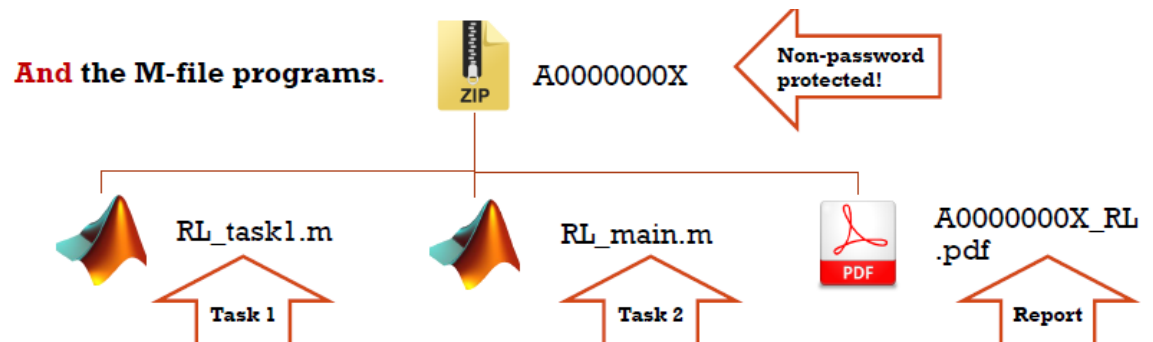 And the M-file programs.
ZIP
A0000000X
Non-password
protected!
RL_task1.m
RL_main.m
PDF
A0000000X_RL
.pdf
Task 1
Task 2
Report